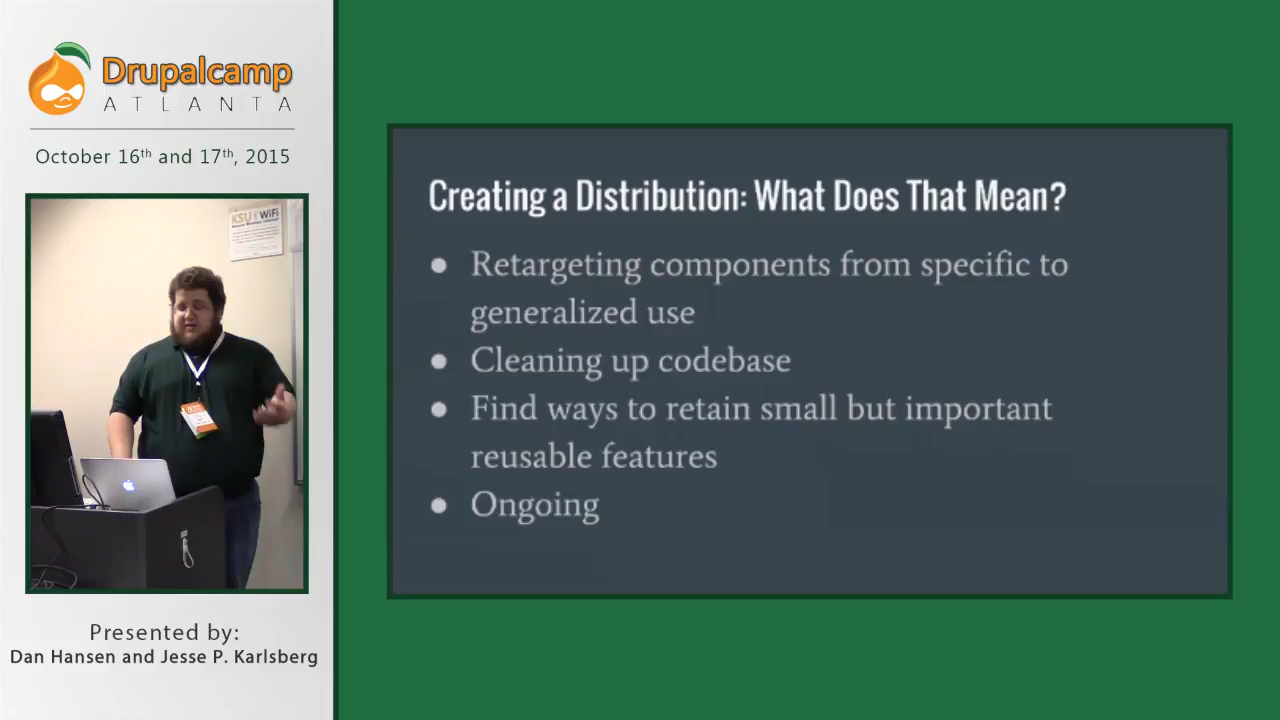 Drupalcamp
ATLANTA
October 16th and 17th, 2015
KSU WiFi
Presented by:
Dan Hansen and Jesse P. Karlsberg
Creating a Distribution: What Does That Mean?
● Retargeting components from specific to
generalized use
● Cleaning up codebase
● Find ways to retain small but important
reusable features
● Ongoing